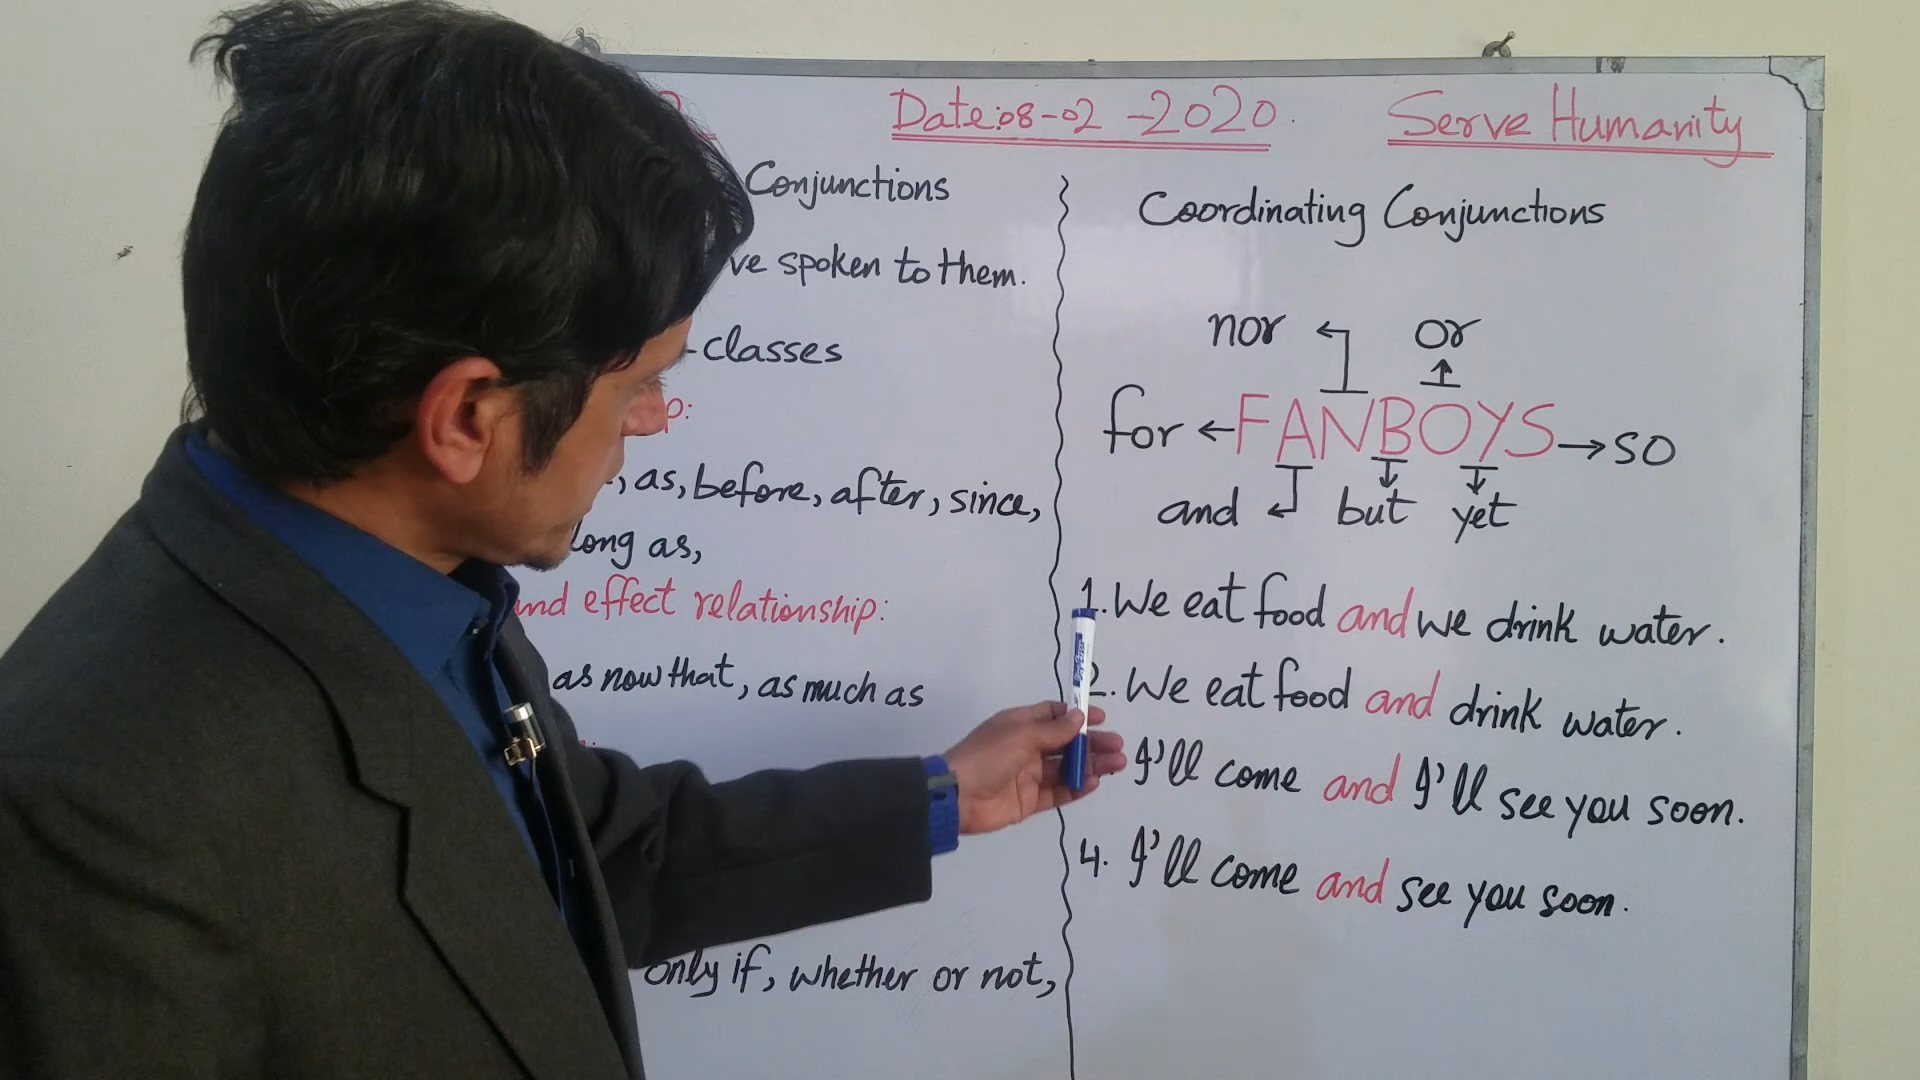 Date: 08-02-2020.
Serve Humanity
Conjunctions
ve spoken to them.
-classes
p:
, as, before, after, since,
long as,
and effect relationship:
as now that, as much as
only if, whether or not,
Coordinating Conjunctions
nor or
for ← FANBOYS → so
and but yet
1. We eat food and we drink water.
2. We eat food and drink water.
I'll come and I'll see you soon.
4. I'll come and see you soon.